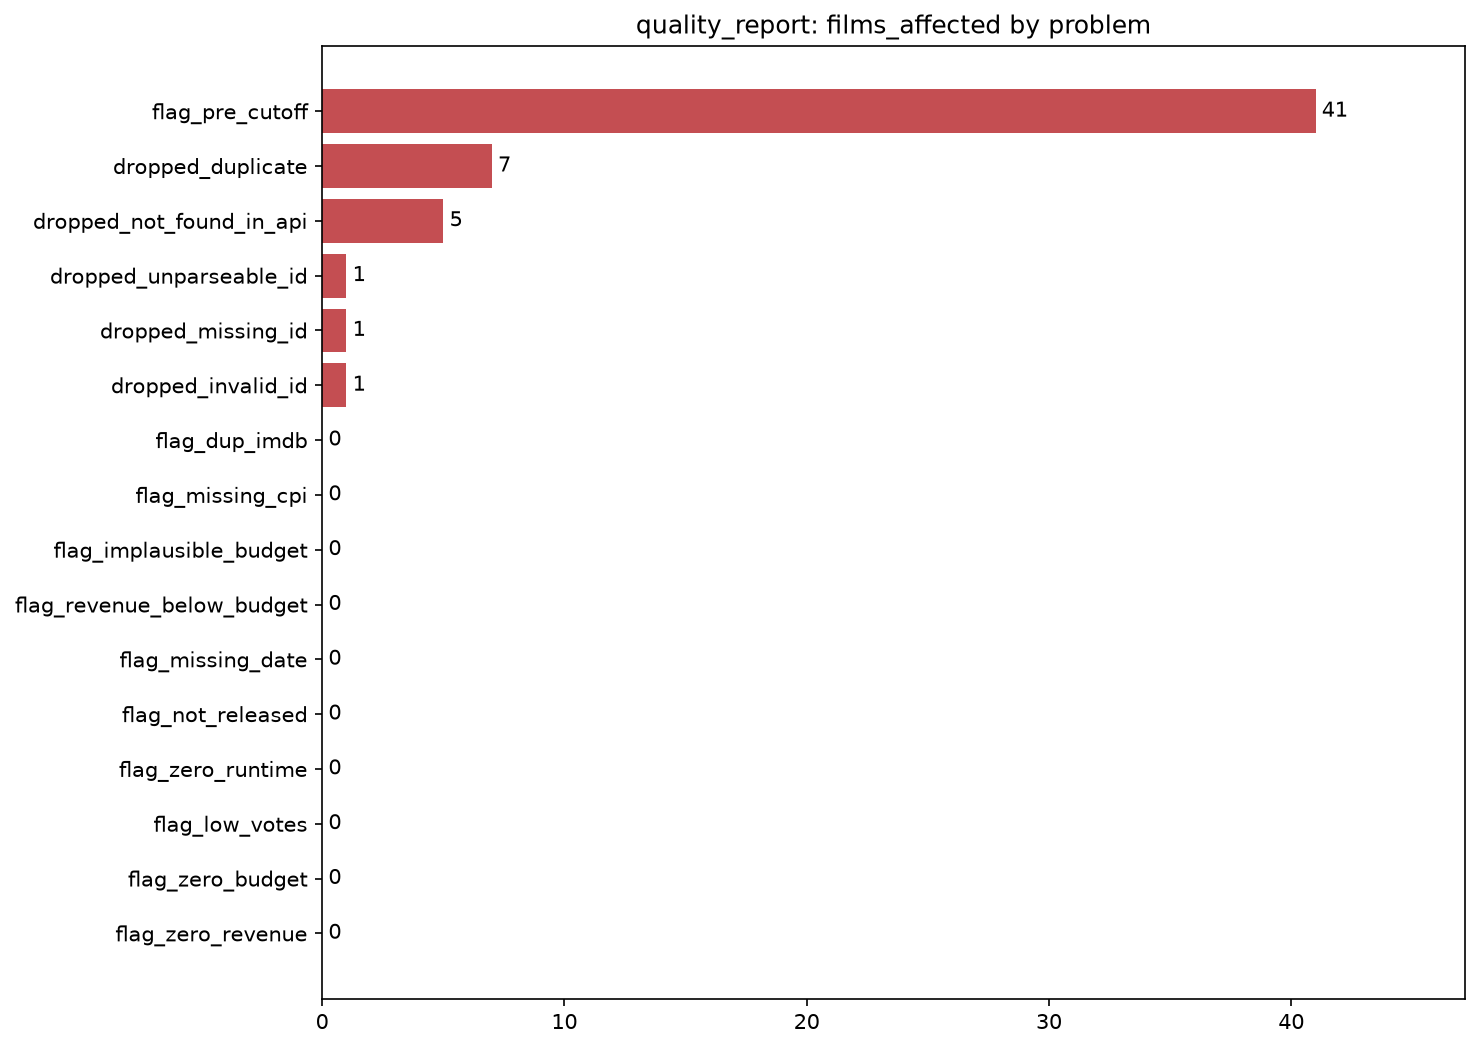 quality_report: films_affected by problem
flag_pre_cutoff 41
dropped_duplicate 7
dropped_not_found_in_api 5
dropped_unparseable_id 1
dropped_missing_id 1
dropped_invalid_id 1
flag_dup_imdb 0
flag_missing_cpi 0
flag_implausible_budget 0
flag_revenue_below_budget 0
flag_missing_date 0
flag_not_released 0
flag_zero_runtime 0
flag_low_votes 0
flag_zero_budget 0
flag_zero_revenue 0
0 10 20 30 40